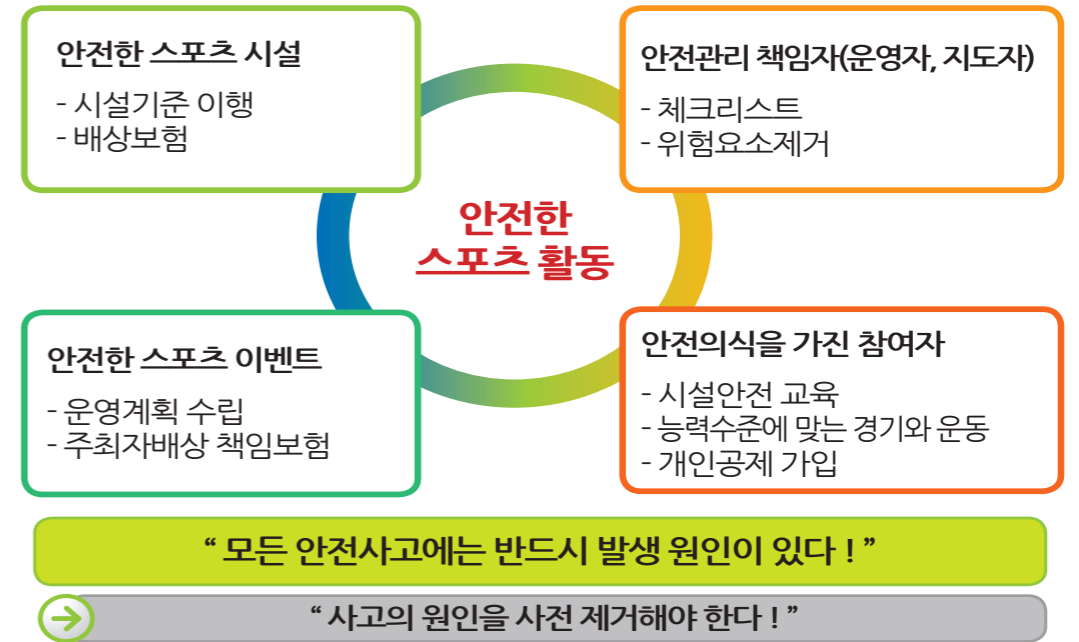 안전한 스포츠 시설
- 시설기준 이행
- 배상보험
안전관리 책임자(운영자, 지도자)
- 체크리스트
- 위험요소제거
안전한
스포츠 활동
안전한 스포츠 이벤트
- 운영계획 수립
- 주최자배상 책임보험
안전의식을 가진 참여자
- 시설안전 교육
- 능력수준에 맞는 경기와 운동
- 개인공제 가입
“ 모든 안전사고에는 반드시 발생 원인이 있다 ! ”
“ 사고의 원인을 사전 제거해야 한다 ! ”